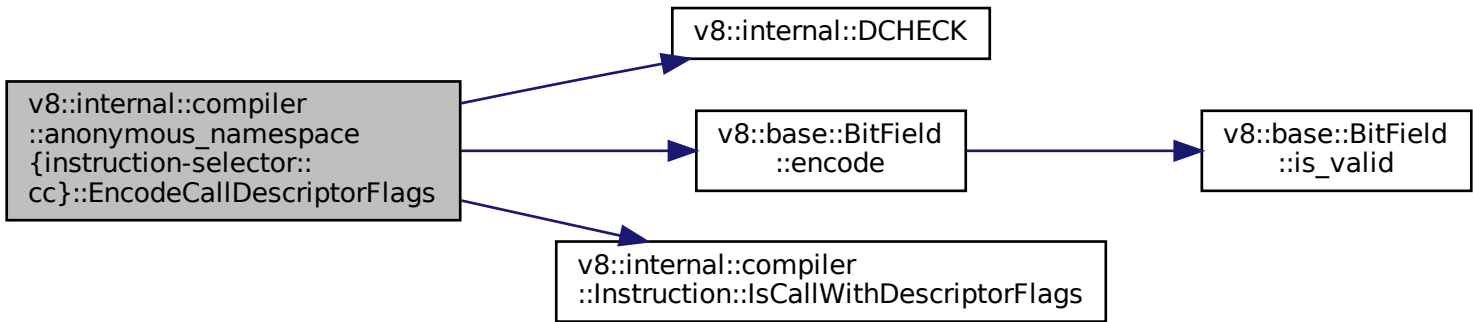 v8::internal::compiler
::anonymous_namespace
{instruction-selector::
cc}::EncodeCallDescriptorFlags
v8::internal::DCHECK
v8::base::BitField
::encode
v8::base::BitField
::is_valid
v8::internal::compiler
::Instruction::IsCallWithDescriptorFlags